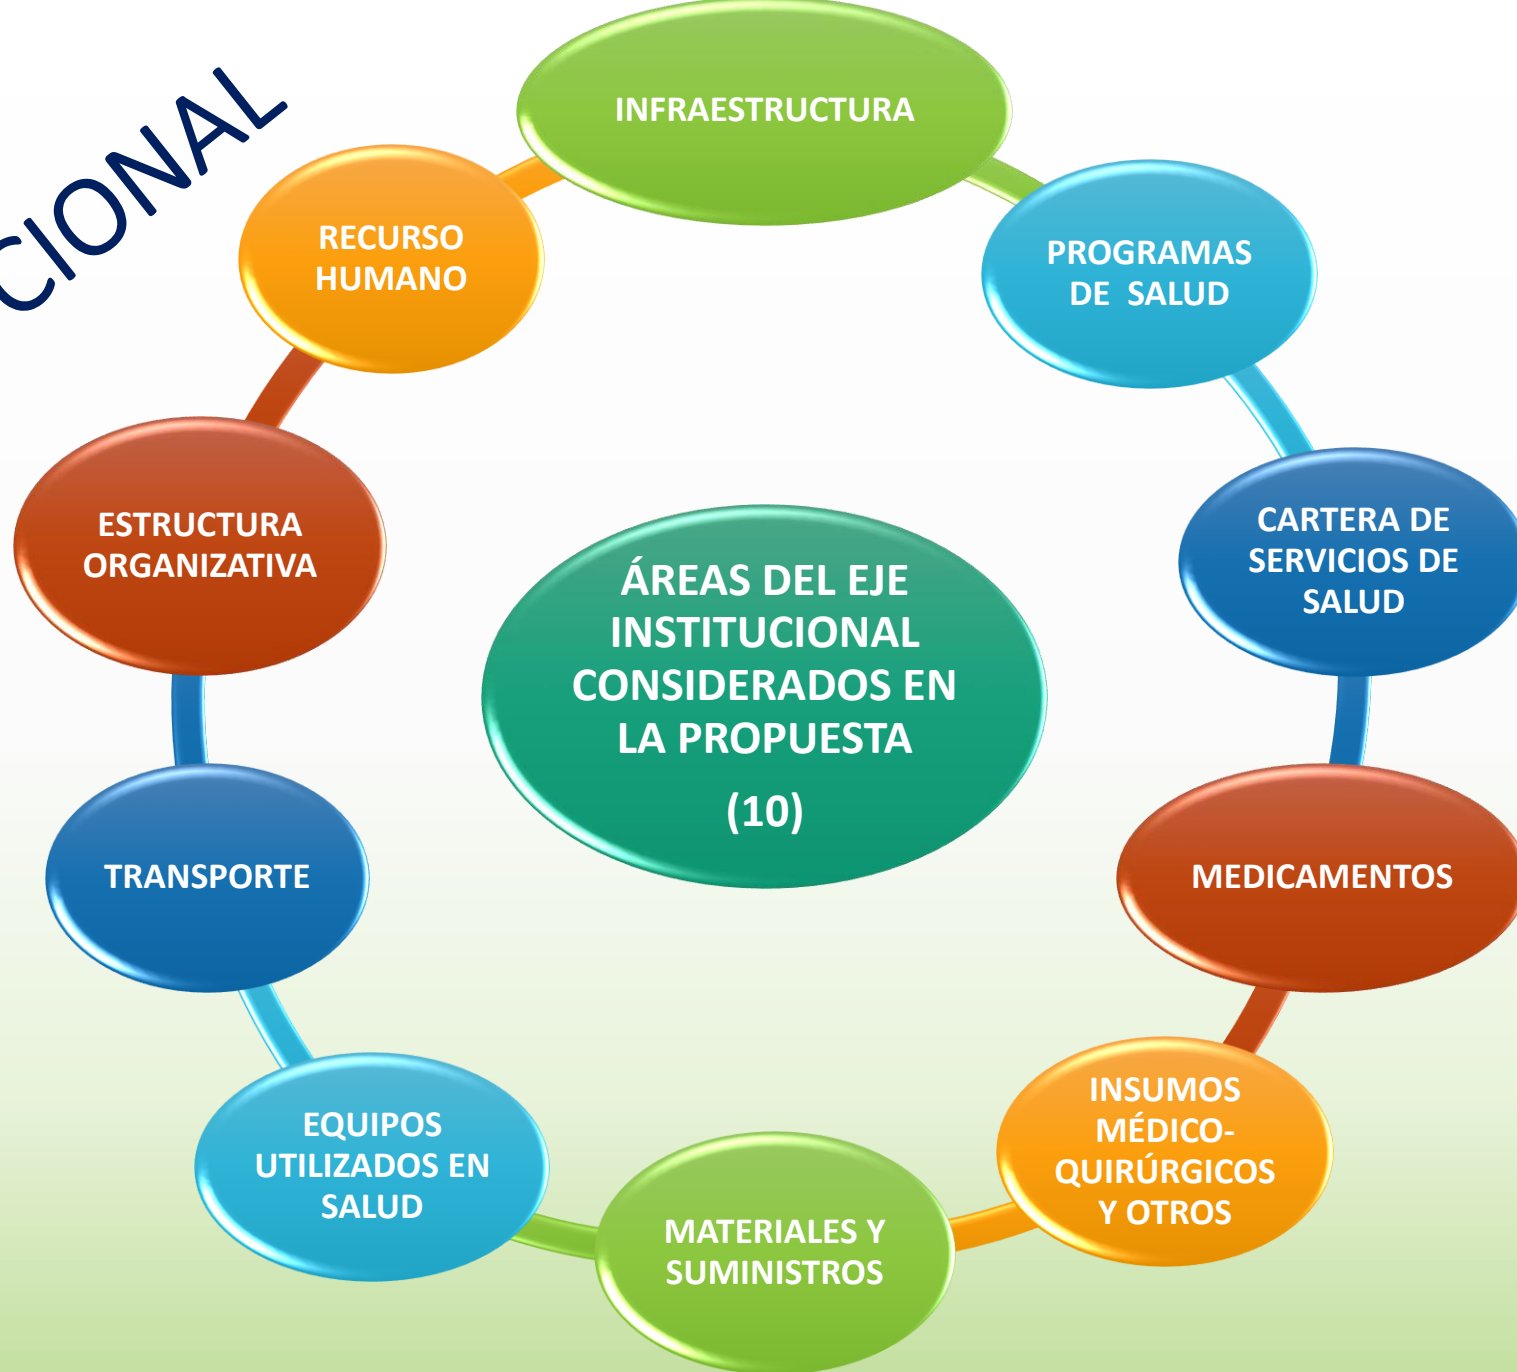 CIONAL
INFRAESTRUCTURA
PROGRAMAS
DE SALUD
CARTERA DE
SERVICIOS DE
SALUD
MEDICAMENTOS
INSUMOS
MÉDICO-
QUIRÚRGICOS
Y OTROS
MATERIALES Y
SUMINISTROS
EQUIPOS
UTILIZADOS EN
SALUD
TRANSPORTE
ESTRUCTURA
ORGANIZATIVA
RECURSO
HUMANO
ÁREAS DEL EJE
INSTITUCIONAL
CONSIDERADOS EN
LA PROPUESTA
(10)